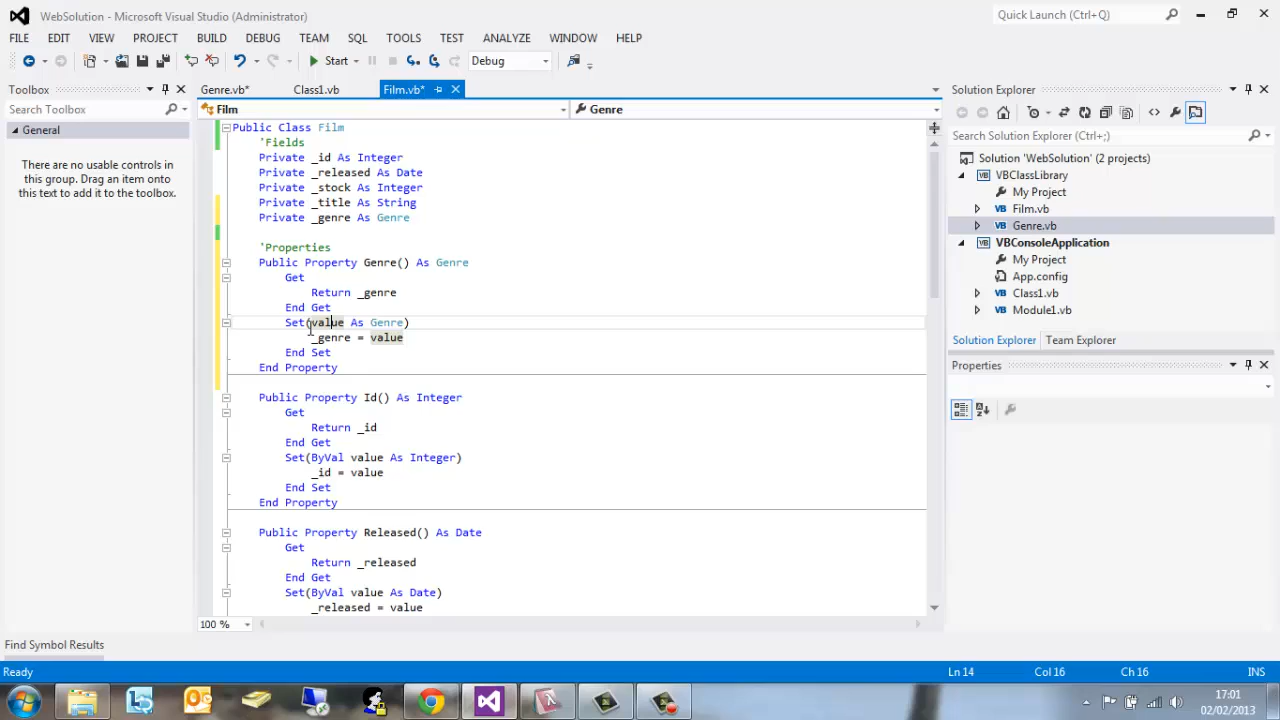 WebSolution - Microsoft Visual Studio (Administrator)
Quick Launch (Ctrl+Q)
FILE EDIT VIEW PROJECT BUILD DEBUG TEAM SQL TOOLS TEST ANALYZE WINDOW HELP
Start Debug
Toolbox
Search Toolbox
General
There are no usable controls in
this group. Drag an item onto
this text to add it to the toolbox.
Genre.vb* Class1.vb Film.vb*
Film Genre
Public Class Film
'Fields
Private _id As Integer
Private _released As Date
Private _stock As Integer
Private _title As String
Private _genre As Genre
'Properties
Public Property Genre() As Genre
Get
Return _genre
End Get
Set(value As Genre)
_genre = value
End Set
End Property
Public Property Id() As Integer
Get
Return _id
End Get
Set(ByVal value As Integer)
_id = value
End Set
End Property
Public Property Released() As Date
Get
Return _released
End Get
Set(ByVal value As Date)
_released = value
100 %
Solution Explorer
Search Solution Explorer (Ctrl+;)
Solution 'WebSolution' (2 projects)
VBClassLibrary
My Project
Film.vb
Genre.vb
VBConsoleApplication
My Project
App.config
Class1.vb
Module1.vb
Solution Explorer Team Explorer
Properties
Find Symbol Results
Ready Ln 14 Col 16 Ch 16 INS
17:01
02/02/2013